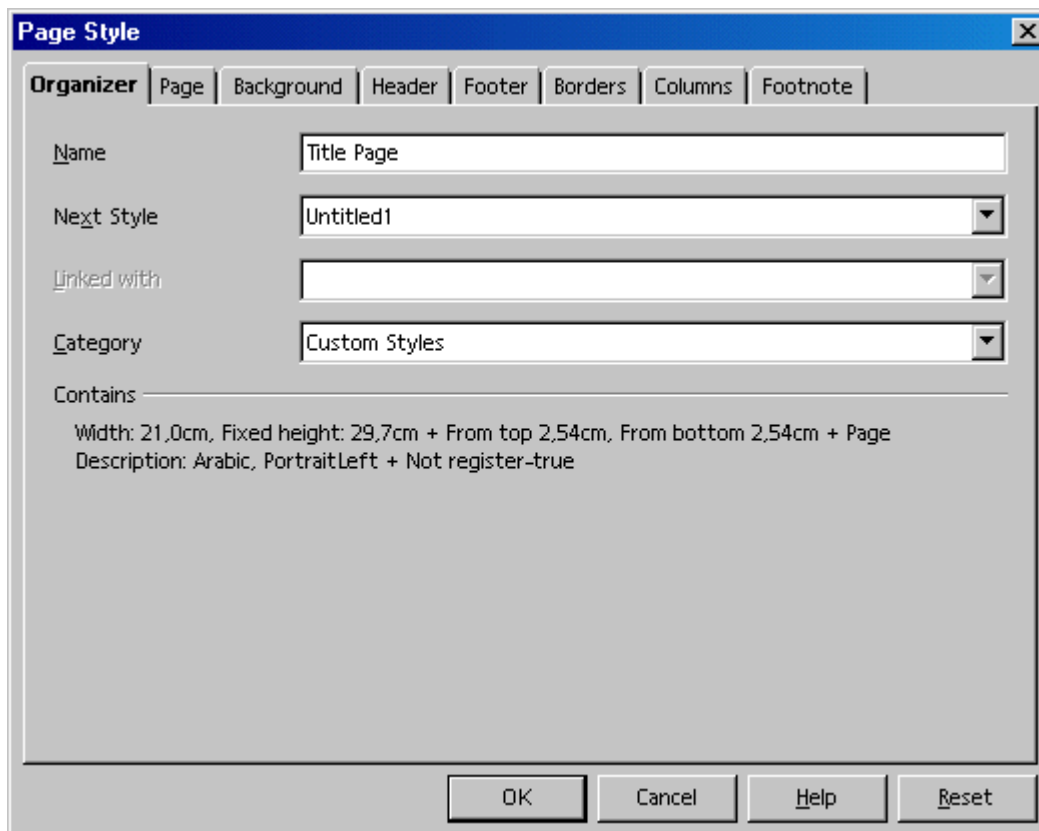 Page Style
Organizer Page Background Header Footer Borders Columns Footnote
Name Title Page
Next Style Untitled1
Linked with
Category Custom Styles
Contains
Width: 21,0cm, Fixed height: 29,7cm + From top 2,54cm, From bottom 2,54cm + Page
Description: Arabic, PortraitLeft + Not register-true
OK Cancel Help Reset